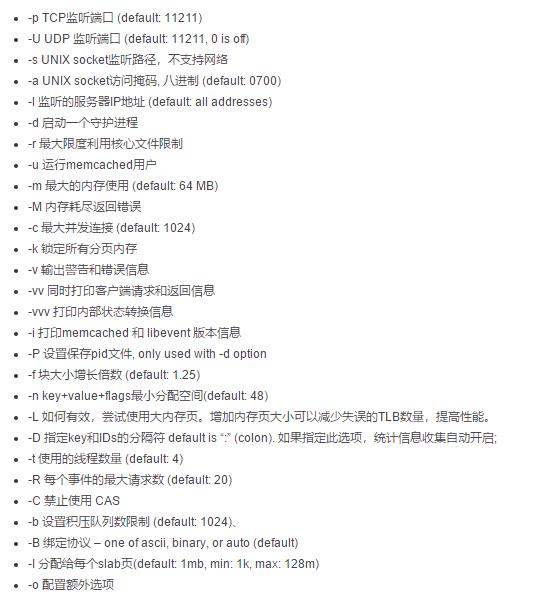 -p TCP监听端口 (default: 11211)
-U UDP 监听端口 (default: 11211, 0 is off)
-s UNIX socket监听路径，不支持网络
-a UNIX socket访问掩码, 八进制 (default: 0700)
-l 监听的服务器IP地址 (default: all addresses)
-d 启动一个守护进程
-r 最大限度利用核心文件限制
-u 运行memcached用户
-m 最大的内存使用 (default: 64 MB)
-M 内存耗尽返回错误
-c 最大并发连接 (default: 1024)
-k 锁定所有分页内存
-v 输出警告和错误信息
-vv 同时打印客户端请求和返回信息
-vvv 打印内部状态转换信息
-i 打印memcached 和 libevent 版本信息
-P 设置保存pid文件, only used with -d option
-f 块大小增长倍数 (default: 1.25)
-n key+value+flags最小分配空间(default: 48)
-L 如何有效，尝试使用大内存页。增加内存页大小可以减少失误的TLB数量，提高性能。
-D 指定key和IDs的分隔符 default is “:” (colon). 如果指定此选项，统计信息收集自动开启;
-t 使用的线程数量 (default: 4)
-R 每个事件的最大请求数 (default: 20)
-C 禁止使用 CAS
-b 设置积压队列数限制 (default: 1024)、
-B 绑定协议 – one of ascii, binary, or auto (default)
-I 分配给每个slab页(default: 1mb, min: 1k, max: 128m)
-o 配置额外选项